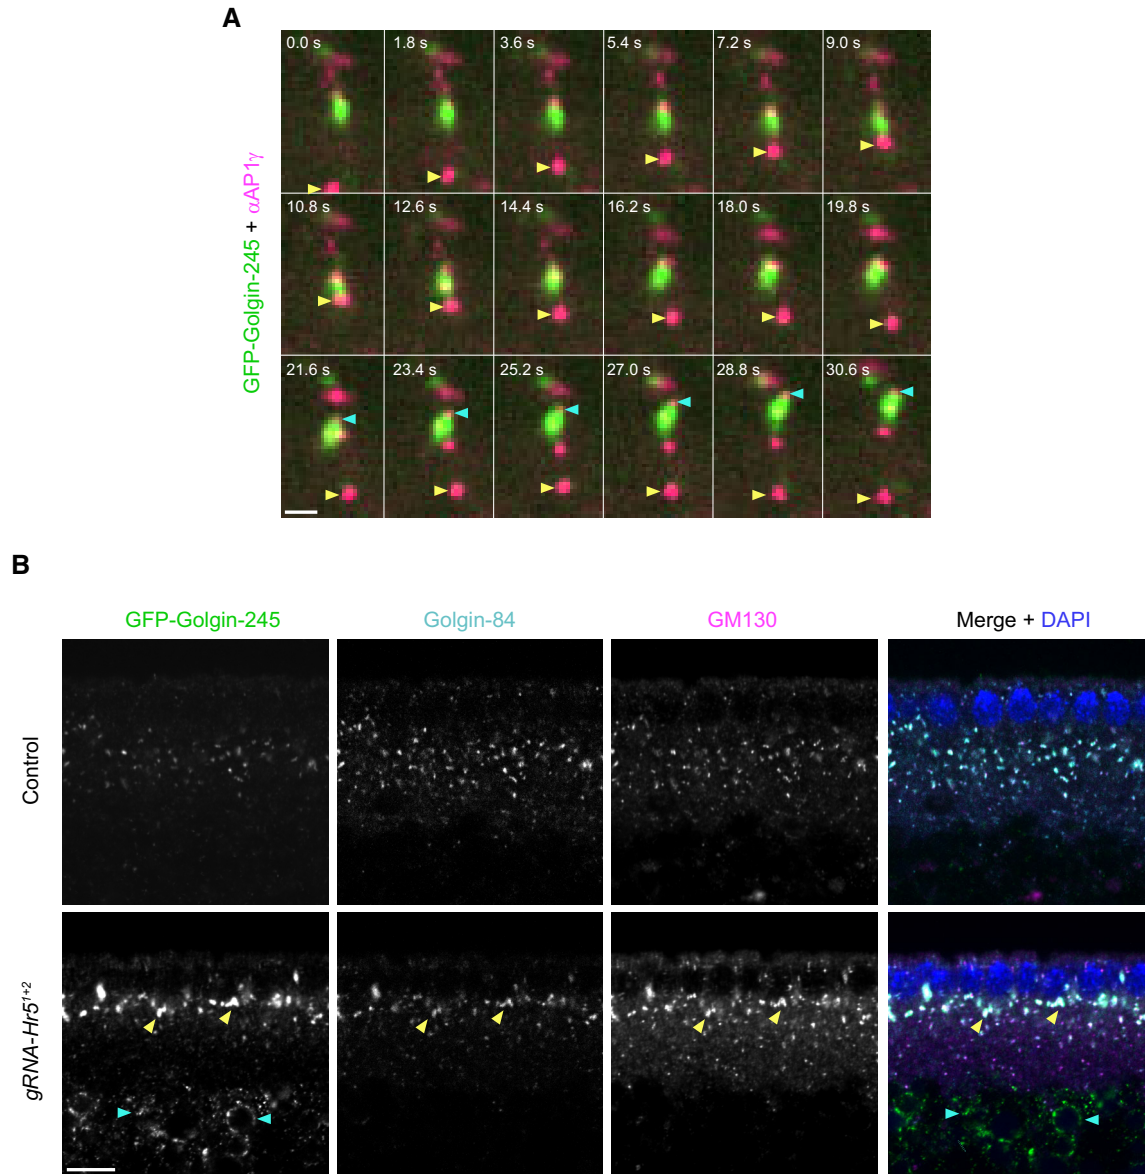 A
GFP-Golgin-245 + αAP1γ
0.0 s
1.8 s
3.6 s
5.4 s
7.2 s
9.0 s
10.8 s
12.6 s
14.4 s
16.2 s
18.0 s
19.8 s
21.6 s
23.4 s
25.2 s
27.0 s
28.8 s
30.6 s
B
GFP-Golgin-245
Golgin-84
GM130
Merge + DAPI
Control
gRNA-Hr5¹⁺²